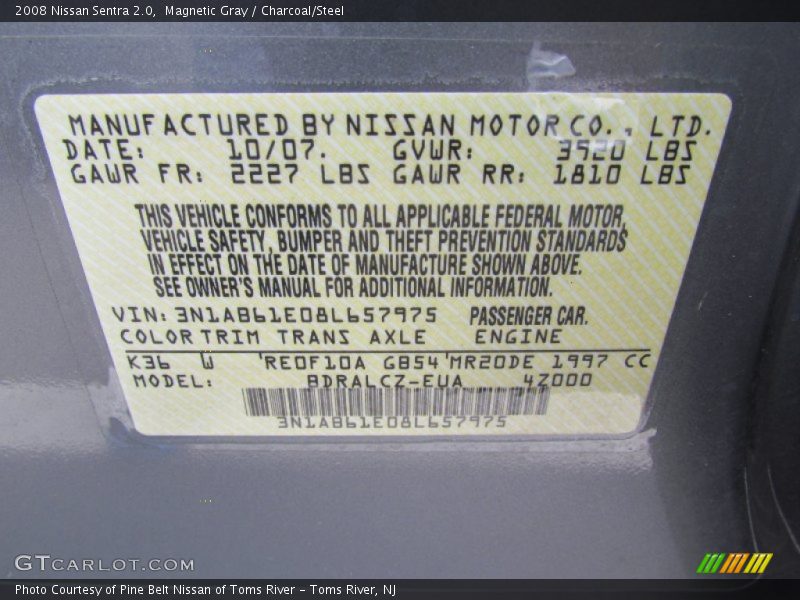 2008 Nissan Sentra 2.0,  Magnetic Gray / Charcoal/Steel
MANUFACTURED BY NISSAN MOTOR CO., LTD.
DATE: 10/07. GVWR: 3920 LBS
GAWR FR: 2227 LBS GAWR RR: 1810 LBS
THIS VEHICLE CONFORMS TO ALL APPLICABLE FEDERAL MOTOR,
VEHICLE SAFETY, BUMPER AND THEFT PREVENTION STANDARDS
IN EFFECT ON THE DATE OF MANUFACTURE SHOWN ABOVE.
SEE OWNER'S MANUAL FOR ADDITIONAL INFORMATION.
VIN: 3N1AB61E08L657975 PASSENGER CAR.
COLOR TRIM TRANS AXLE ENGINE
K36 W 'RE0F10A GB54 'MR20DE 1997 CC
MODEL: BDRALCZ-EUA 4Z000
3N1AB61E08L657975
GTCARLOT.COM
Photo Courtesy of Pine Belt Nissan of Toms River – Toms River, NJ